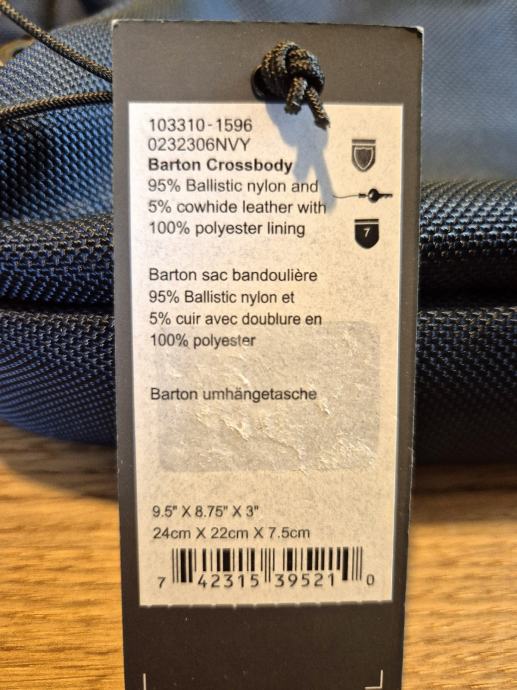 103310-1596
0232306NVY
Barton Crossbody
95% Ballistic nylon and
5% cowhide leather with
100% polyester lining
7
Barton sac bandoulière
95% Ballistic nylon et
5% cuir avec doublure en
100% polyester
Barton umhängetasche
9.5" X 8.75" X 3"
24cm X 22cm X 7.5cm
7 42315 39521 0